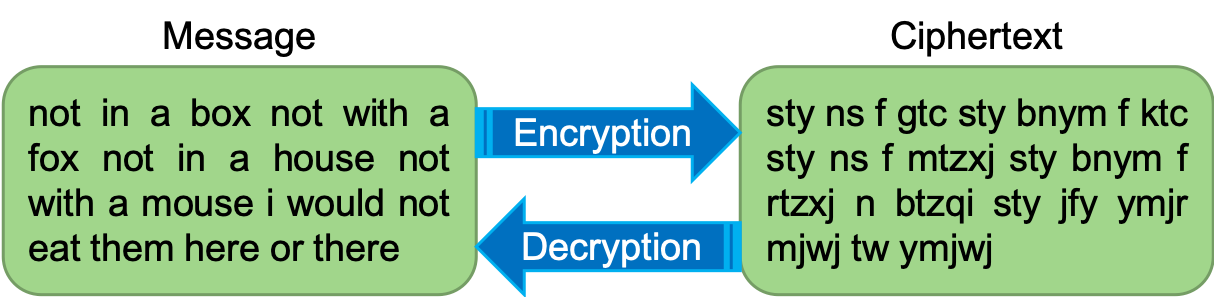 Message
not in a box not with a
fox not in a house not
with a mouse i would not
eat them here or there
Encryption
Decryption
Ciphertext
sty ns f gtc sty bnym f ktc
sty ns f mtzxj sty bnym f
rtzxj n btzqi sty jfy ymjr
mjwj tw ymjwj